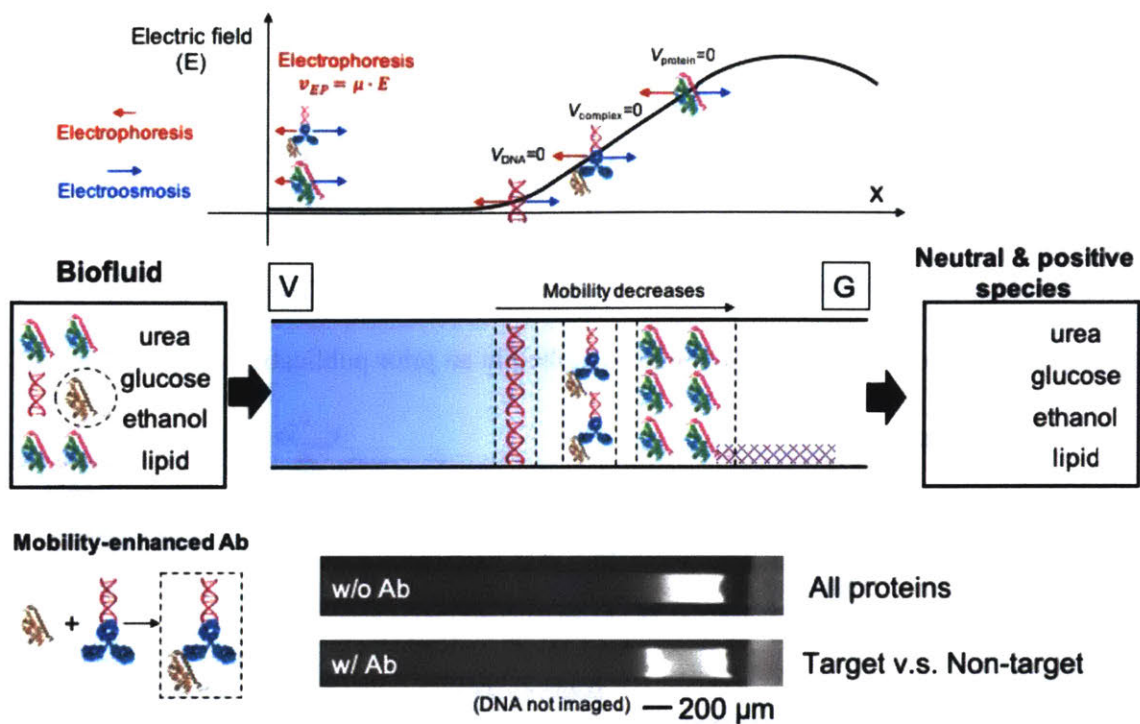 Electric field
(E)
Electrophoresis
v_EP = μ · E
V_protein=0
V_complex=0
V_DNA=0
Electrophoresis
Electroosmosis
X
Biofluid
V
G
Neutral & positive
species
Mobility decreases
urea
glucose
ethanol
lipid
urea
glucose
ethanol
lipid
Mobility-enhanced Ab
+
w/o Ab
All proteins
w/ Ab
Target v.s. Non-target
(DNA not imaged)
200 μm